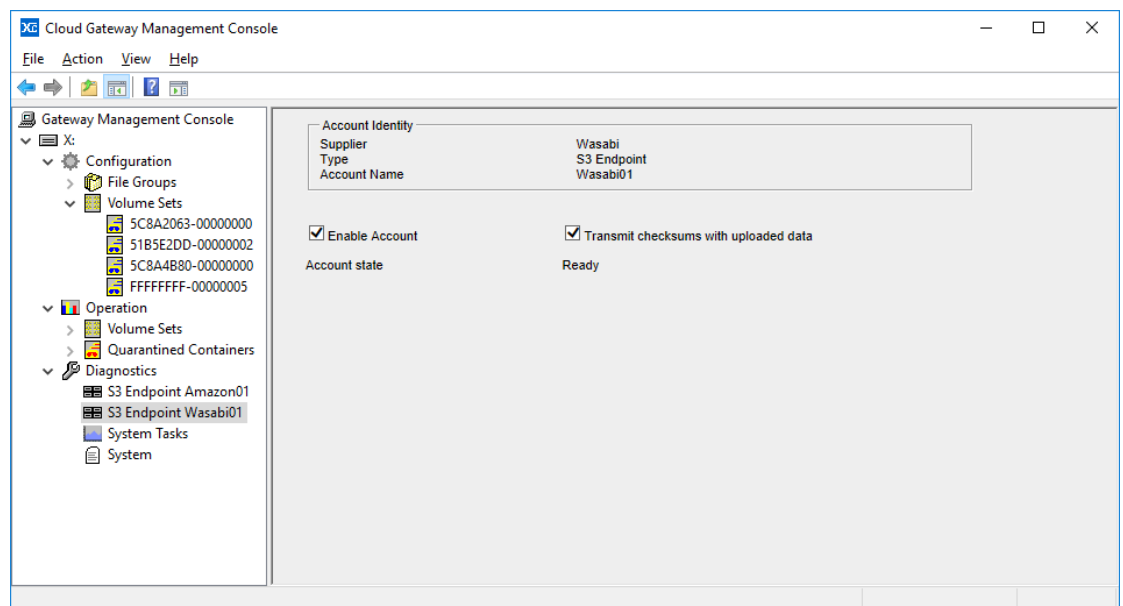 XG Cloud Gateway Management Console
File Action View Help
Gateway Management Console
X:
Configuration
File Groups
Volume Sets
5C8A2063-00000000
51B5E2DD-00000002
5C8A4B80-00000000
FFFFFFFF-00000005
Operation
Volume Sets
Quarantined Containers
Diagnostics
S3 Endpoint Amazon01
S3 Endpoint Wasabi01
System Tasks
System
Account Identity
Supplier Wasabi
Type S3 Endpoint
Account Name Wasabi01
Enable Account Transmit checksums with uploaded data
Account state Ready